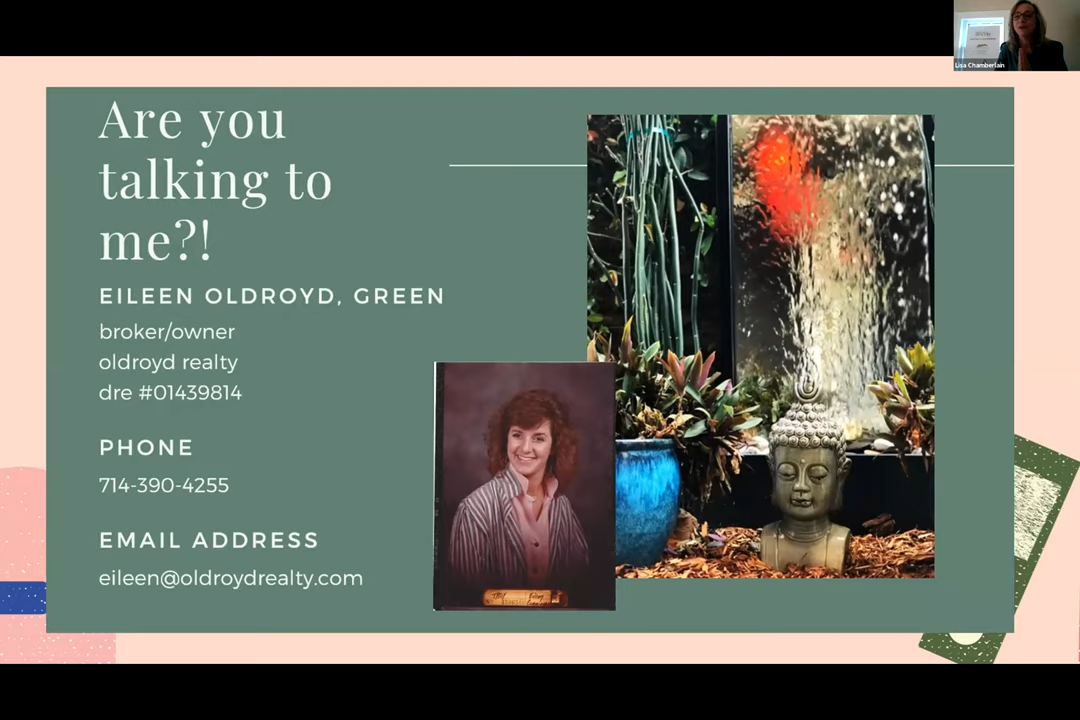 Lisa Chamberlain
Are you
talking to
me?!
EILEEN OLDROYD, GREEN
broker/owner
oldroyd realty
dre #01439814
PHONE
714-390-4255
EMAIL ADDRESS
eileen@oldroydrealty.com